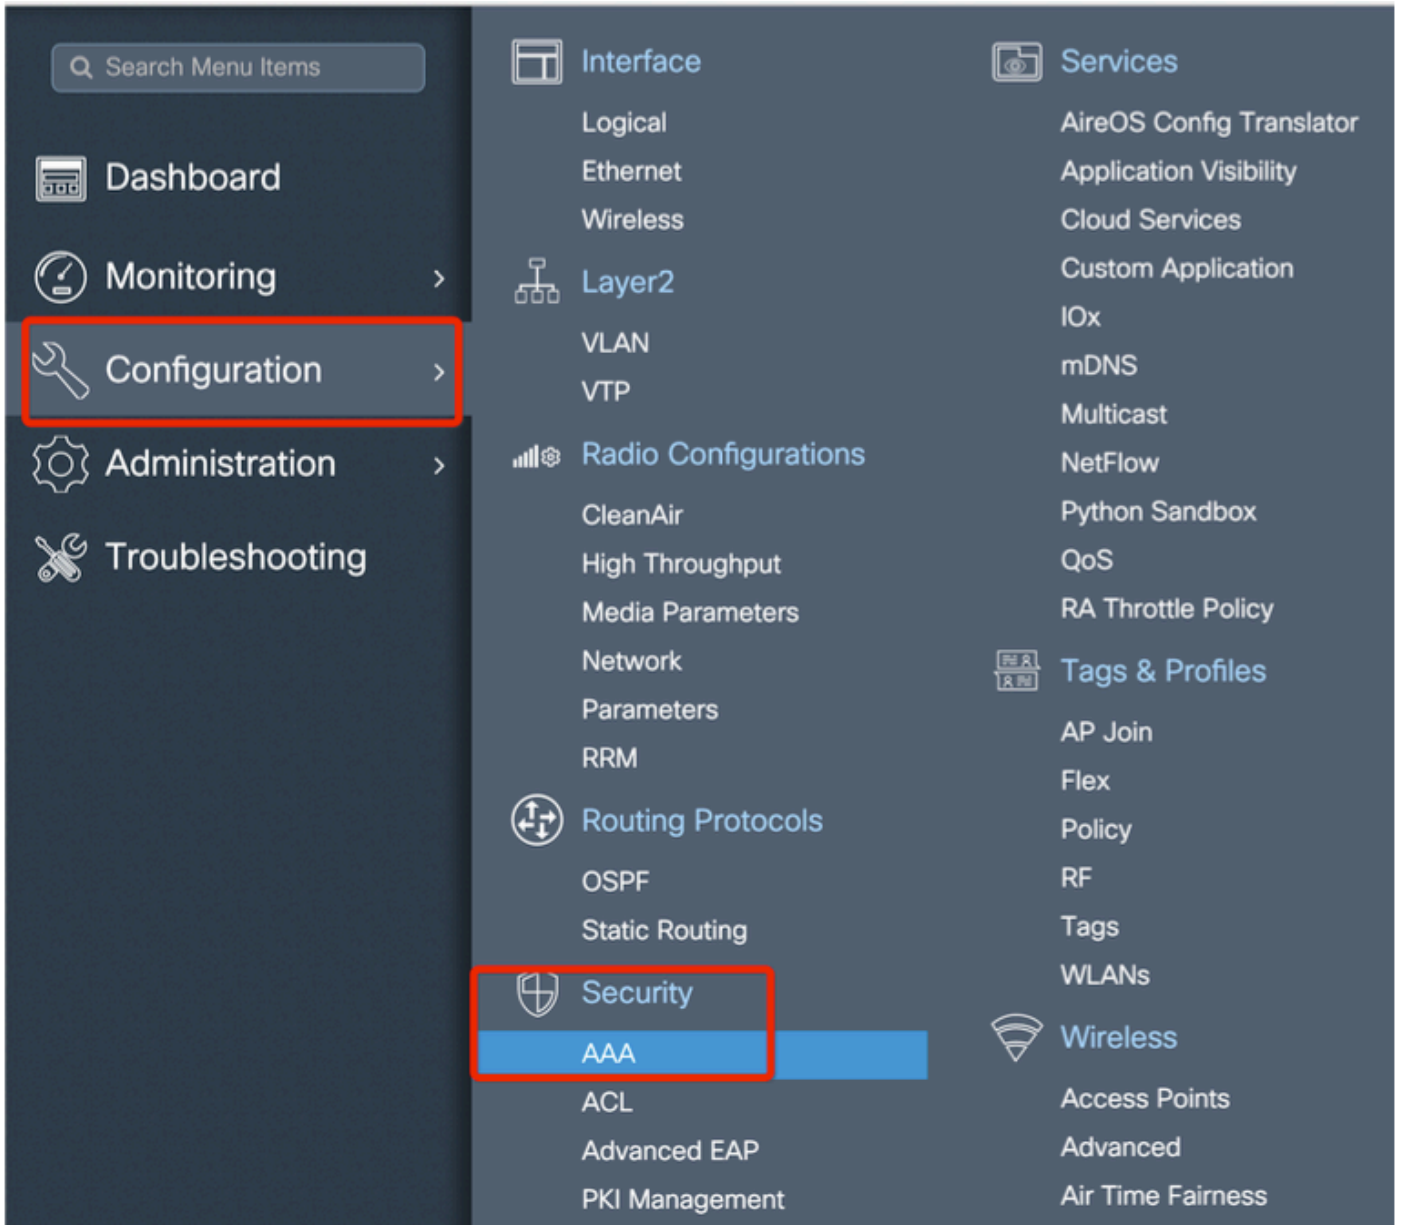 Search Menu Items
Dashboard
Monitoring
Configuration
Administration
Troubleshooting
Interface
Logical
Ethernet
Wireless
Layer2
VLAN
VTP
Radio Configurations
CleanAir
High Throughput
Media Parameters
Network
Parameters
RRM
Routing Protocols
OSPF
Static Routing
Security
AAA
ACL
Advanced EAP
PKI Management
Services
AireOS Config Translator
Application Visibility
Cloud Services
Custom Application
IOx
mDNS
Multicast
NetFlow
Python Sandbox
QoS
RA Throttle Policy
Tags & Profiles
AP Join
Flex
Policy
RF
Tags
WLANs
Wireless
Access Points
Advanced
Air Time Fairness